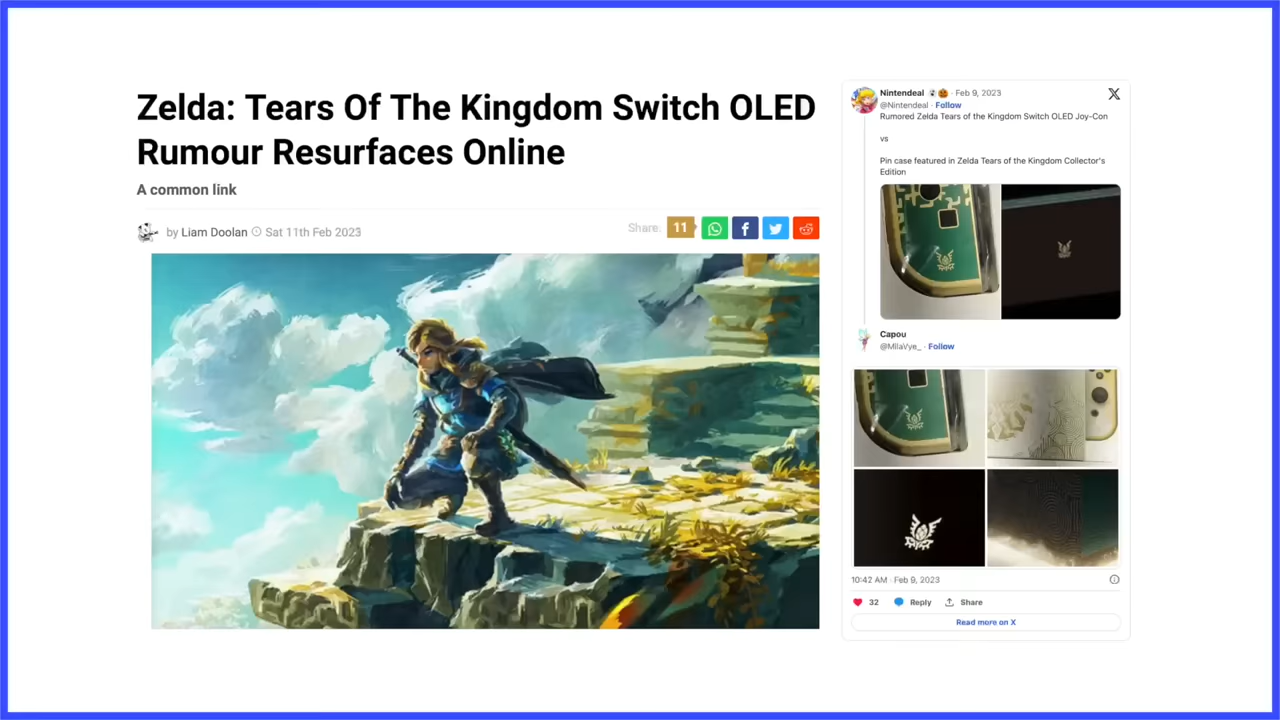 Zelda: Tears Of The Kingdom Switch OLED
Rumour Resurfaces Online
A common link
by Liam Doolan Sat 11th Feb 2023
Share: 11
Nintendeal · Feb 9, 2023
@Nintendeal · Follow
Rumored Zelda Tears of the Kingdom Switch OLED Joy-Con
vs
Pin case featured in Zelda Tears of the Kingdom Collector's
Edition
Capou
@MilaVye_ · Follow
10:42 AM · Feb 9, 2023
32 Reply Share
Read more on X